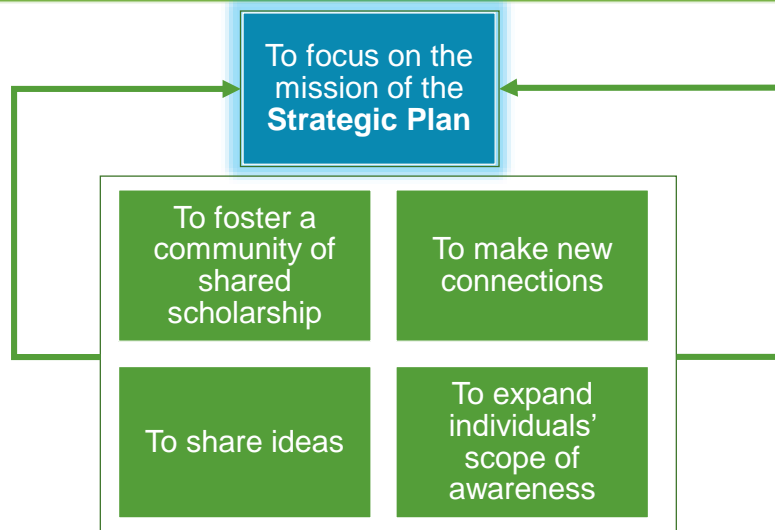 To focus on the
mission of the
Strategic Plan
To foster a
community of
shared
scholarship
To make new
connections
To share ideas
To expand
individuals’
scope of
awareness